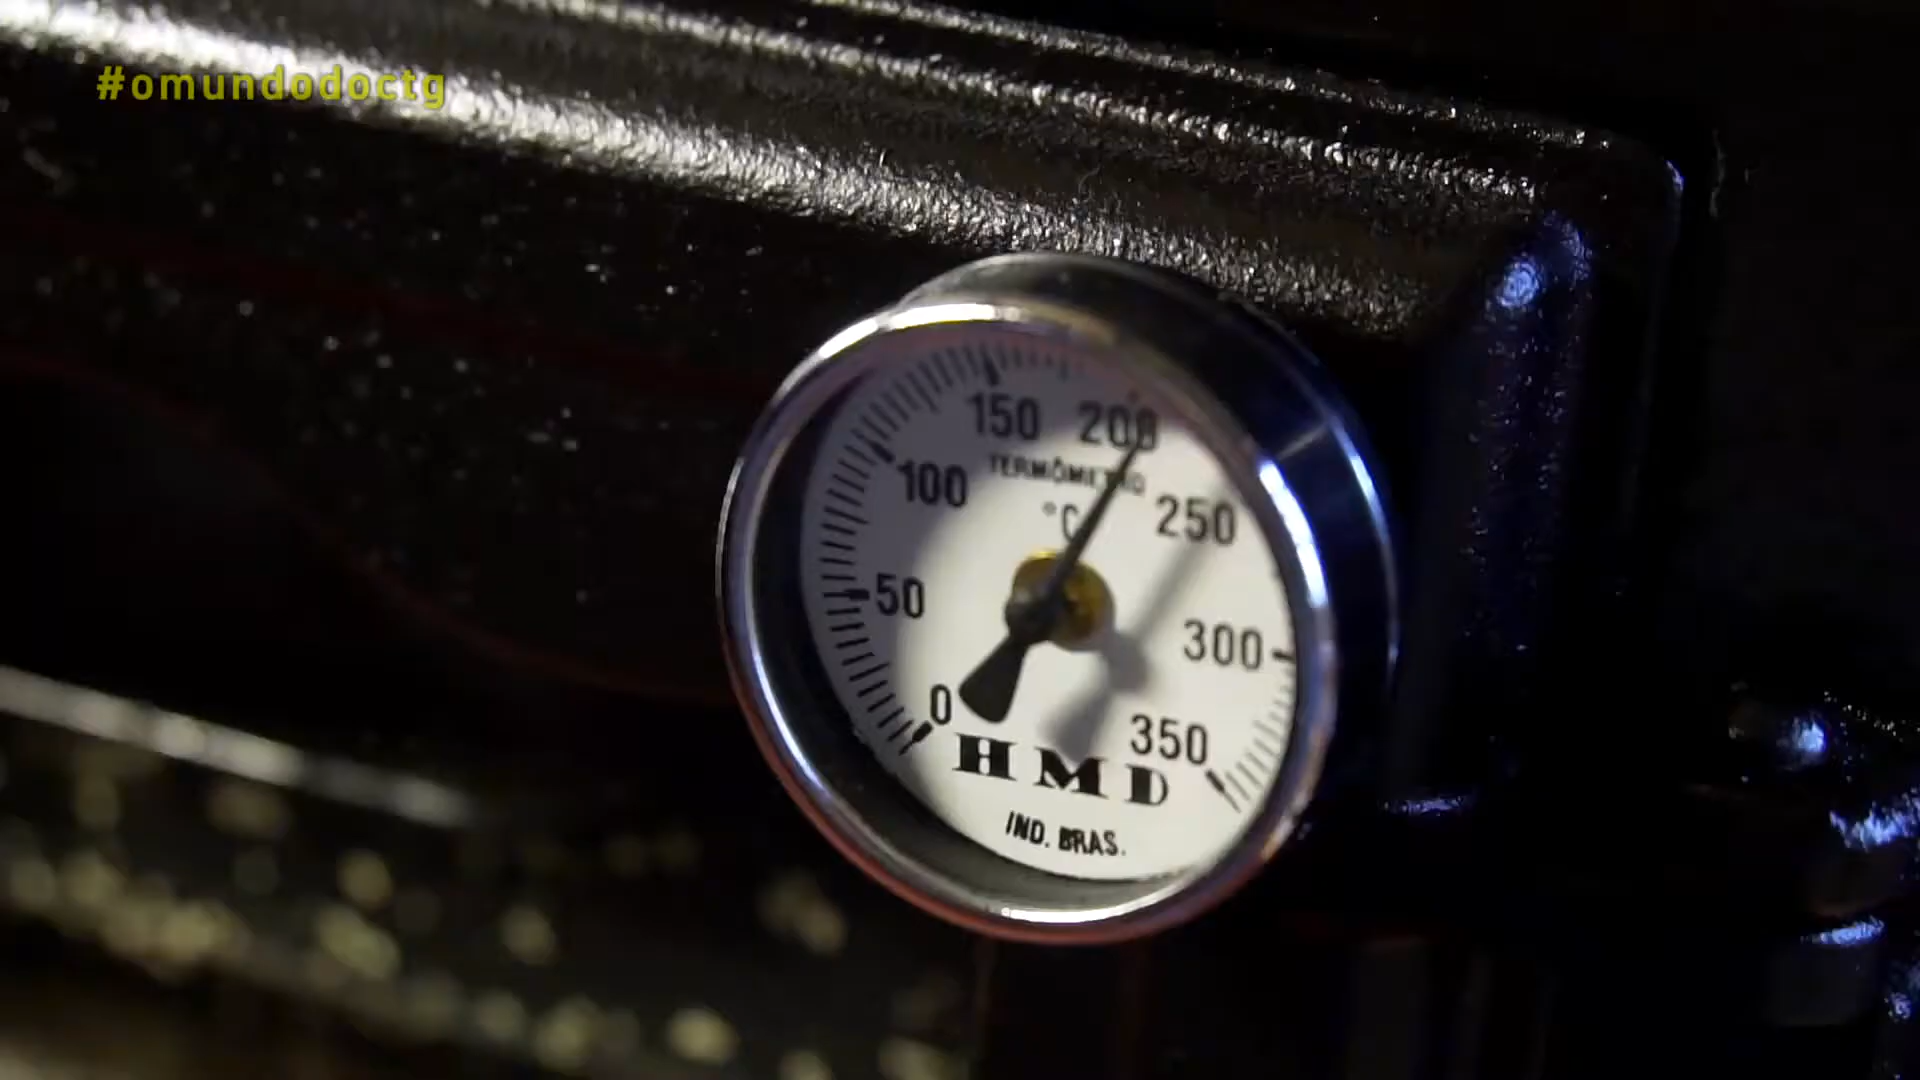 #omundodoctg
150 200
TERMÔMETRO
100
°C
250
50
300
0
350
HMD
IND. BRAS.